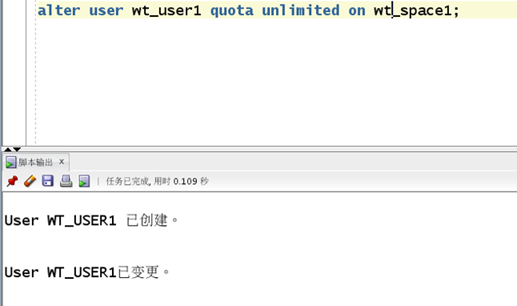 alter user wt_user1 quota unlimited on wt_space1;
脚本输出 x
任务已完成, 用时 0.109 秒
User WT_USER1 已创建。
User WT_USER1已变更。